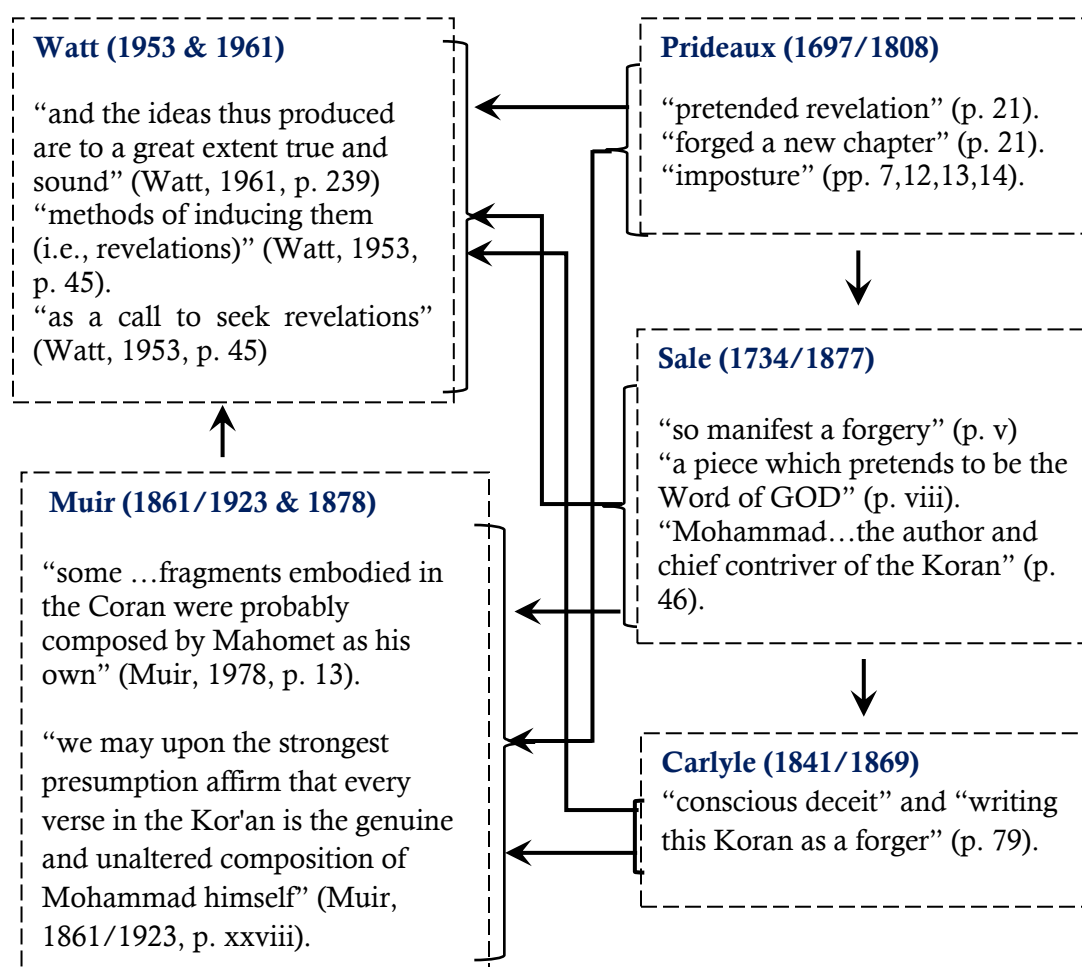 Watt (1953 & 1961)
“and the ideas thus produced
are to a great extent true and
sound” (Watt, 1961, p. 239)
“methods of inducing them
(i.e., revelations)” (Watt, 1953,
p. 45).
“as a call to seek revelations”
(Watt, 1953, p. 45)
Prideaux (1697/1808)
“pretended revelation” (p. 21).
“forged a new chapter” (p. 21).
“imposture” (pp. 7,12,13,14).
Sale (1734/1877)
“so manifest a forgery” (p. v)
“a piece which pretends to be the
Word of GOD” (p. viii).
“Mohammad…the author and
chief contriver of the Koran” (p.
46).
Muir (1861/1923 & 1878)
“some …fragments embodied in
the Coran were probably
composed by Mahomet as his
own” (Muir, 1978, p. 13).
“we may upon the strongest
presumption affirm that every
verse in the Kor'an is the genuine
and unaltered composition of
Mohammad himself” (Muir,
1861/1923, p. xxviii).
Carlyle (1841/1869)
“conscious deceit” and “writing
this Koran as a forger” (p. 79).